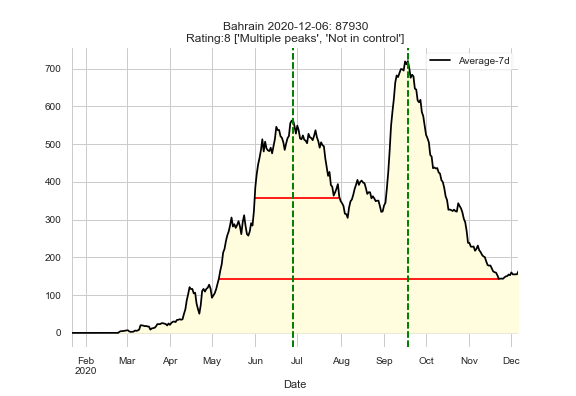 Bahrain 2020-12-06: 87930
Rating:8 ['Multiple peaks', 'Not in control']
Average-7d
700
600
500
400
300
200
100
0
Feb Mar Apr May Jun Jul Aug Sep Oct Nov Dec
2020
Date